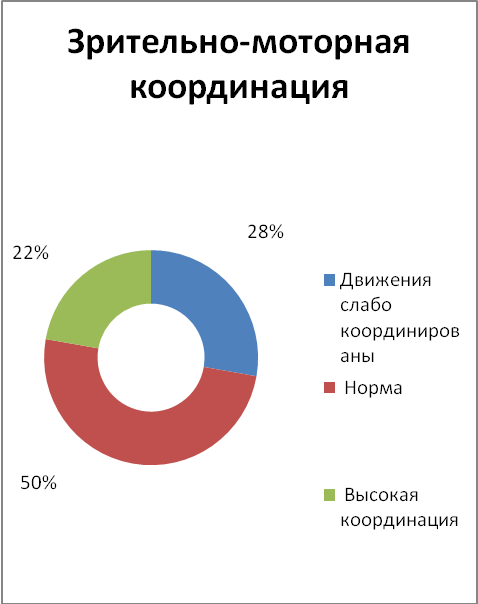 Зрительно-моторная
координация
28%
22%
50%
Движения
слабо
координиров
аны
Норма
Высокая
координация